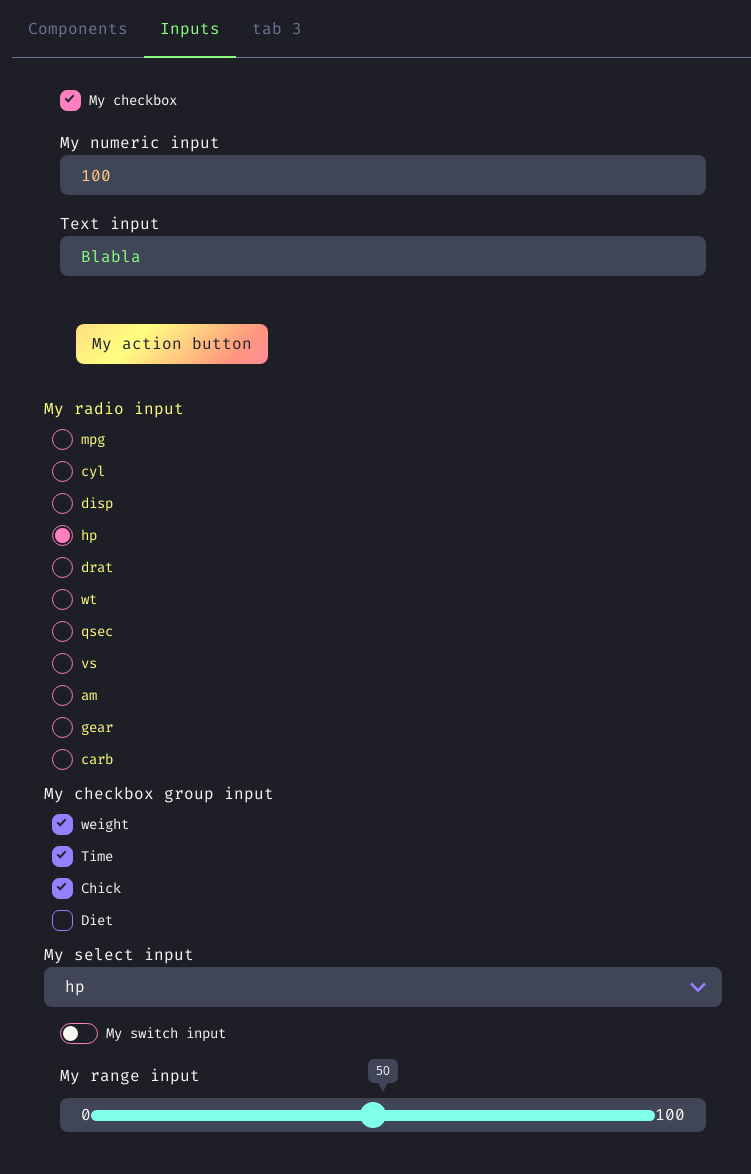 Components Inputs tab 3
My checkbox
My numeric input
100
Text input
Blabla
My action button
My radio input
mpg
cyl
disp
hp
drat
wt
qsec
vs
am
gear
carb
My checkbox group input
weight
Time
Chick
Diet
My select input
hp
My switch input
My range input
50
0 100